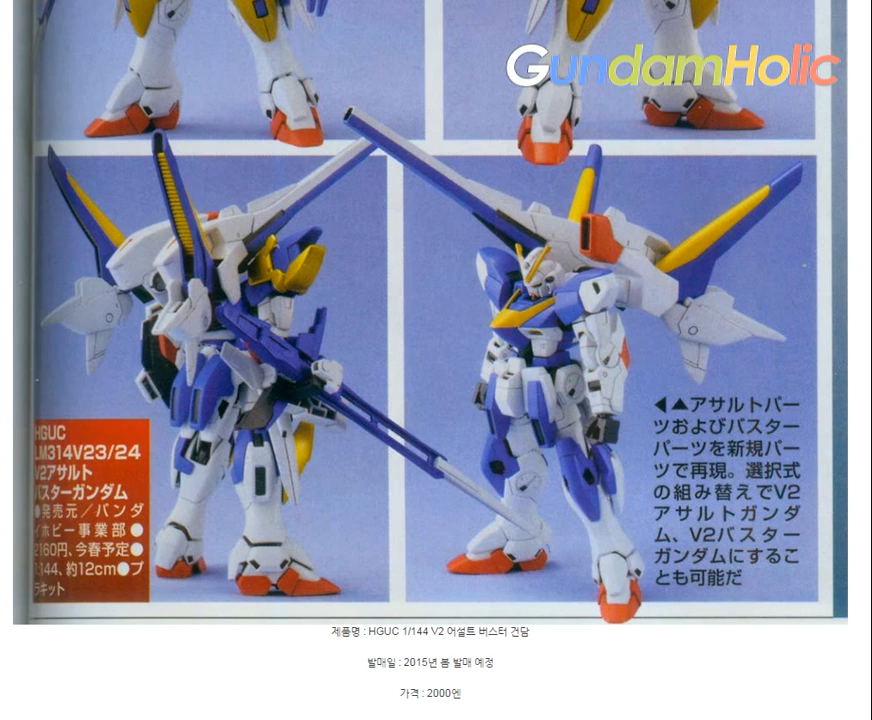 GundamHolic
◀▲アサルトパー
ツおよびバスター
パーツを新規パー
ツで再現。選択式
の組み替えでV2
アサルトガンダ
ム、V2バスター
ガンダムにするこ
とも可能だ
HGUC
LM314V23/24
V2アサルト
バスターガンダム
●発売元／バンダ
イホビー事業部●
2160円、今春予定●
1:144、約12cm●プ
ラキット
제품명 : HGUC 1/144 V2 어설트 버스터 건담
발매일 : 2015년 봄 발매 예정
가격 : 2000엔